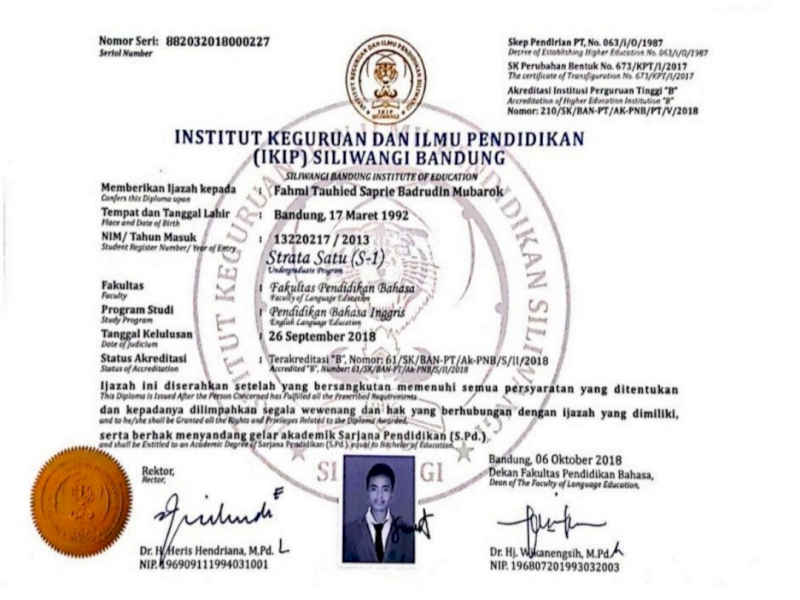 Nomor Seri: 882032018000227
Serial Number
Skep Pendirian PT, No. 063/I/O/1987
Decree of Establishing Higher Education No. 063/I/O/1987
SK Perubahan Bentuk No. 673/KPT/I/2017
The certificate of Transfiguration No. 673/KPT/I/2017
Akreditasi Institusi Perguruan Tinggi "B"
Accreditation of Higher Education Institution "B"
Nomor: 210/SK/BAN-PT/AK-PNB/PT/V/2018
INSTITUT KEGURUAN DAN ILMU PENDIDIKAN SILIWANGI
IKIP
SILIWANGI
INSTITUT KEGURUAN DAN ILMU PENDIDIKAN
(IKIP) SILIWANGI BANDUNG
SILIWANGI BANDUNG INSTITUTE OF EDUCATION
Memberikan Ijazah kepada : Fahmi Tauhied Saprie Badrudin Mubarok
Confers this Diploma upon
Tempat dan Tanggal Lahir : Bandung, 17 Maret 1992
Place and Date of Birth
NIM/ Tahun Masuk : 13220217 / 2013
Student Register Number/ Year of Entry
Strata Satu (S-1)
Undergraduate Program
Fakultas : Fakultas Pendidikan Bahasa
Faculty Faculty of Language Education
Program Studi : Pendidikan Bahasa Inggris
Study Program English Language Education
Tanggal Kelulusan : 26 September 2018
Date of Judicium
Status Akreditasi : Terakreditasi "B", Nomor: 61/SK/BAN-PT/Ak-PNB/S/II/2018
Status of Accreditation Accredited "B", Number: 61/SK/BAN-PT/Ak-PNB/S/II/2018
Ijazah ini diserahkan setelah yang bersangkutan memenuhi semua persyaratan yang ditentukan
This Diploma is Issued After the Person Concerned has Fulfilled all the Prescribed Requirements
dan kepadanya dilimpahkan segala wewenang dan hak yang berhubungan dengan ijazah yang dimiliki,
and to he/she shall be Granted all the Rights and Privileges Related to the Diploma Awarded,
serta berhak menyandang gelar akademik Sarjana Pendidikan (S.Pd.)
and shall be Entitled to an Academic Degree of Sarjana Pendidikan (S.Pd.) equal to Bachelor of Education.
Bandung, 06 Oktober 2018
Rektor,
Rector,
Dekan Fakultas Pendidikan Bahasa,
Dean of The Faculty of Language Education,
Dr. H. Heris Hendriana, M.Pd.
NIP. 196909111994031001
Dr. Hj. Wikanengsih, M.Pd.
NIP. 196807201993032003